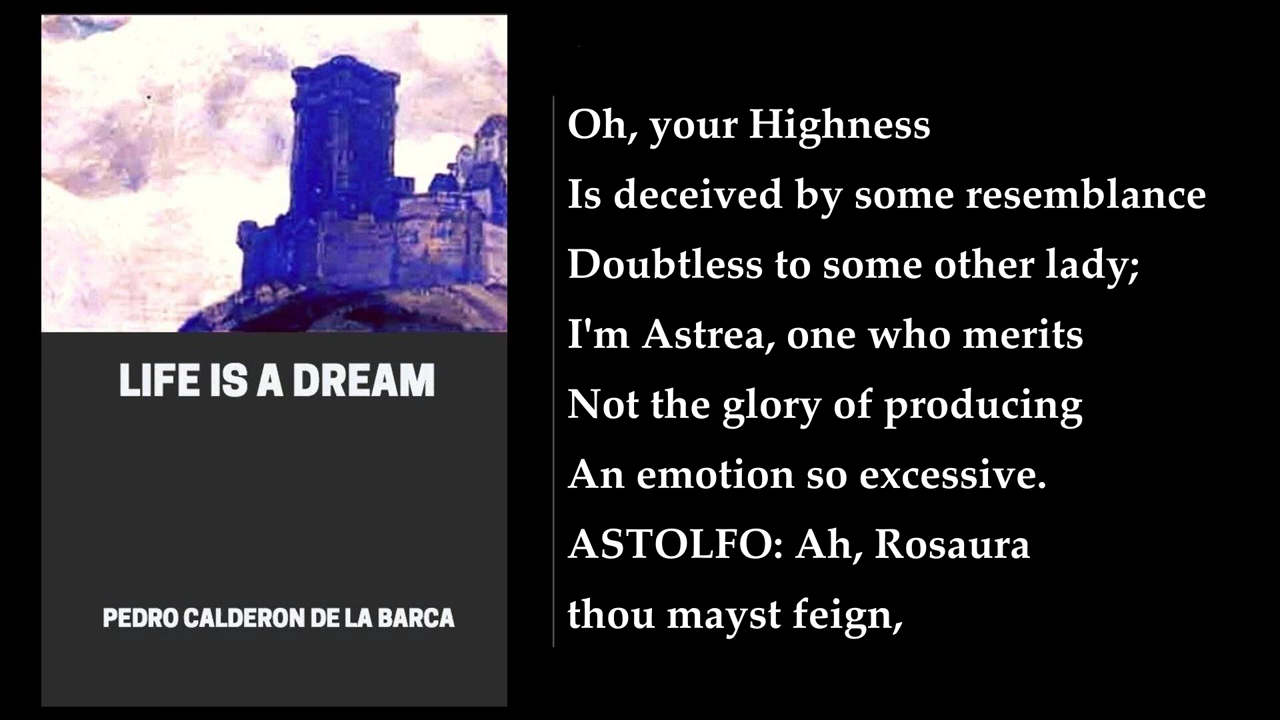 LIFE IS A DREAM
PEDRO CALDERON DE LA BARCA
Oh, your Highness
Is deceived by some resemblance
Doubtless to some other lady;
I'm Astrea, one who merits
Not the glory of producing
An emotion so excessive.
ASTOLFO: Ah, Rosaura
thou mayst feign,